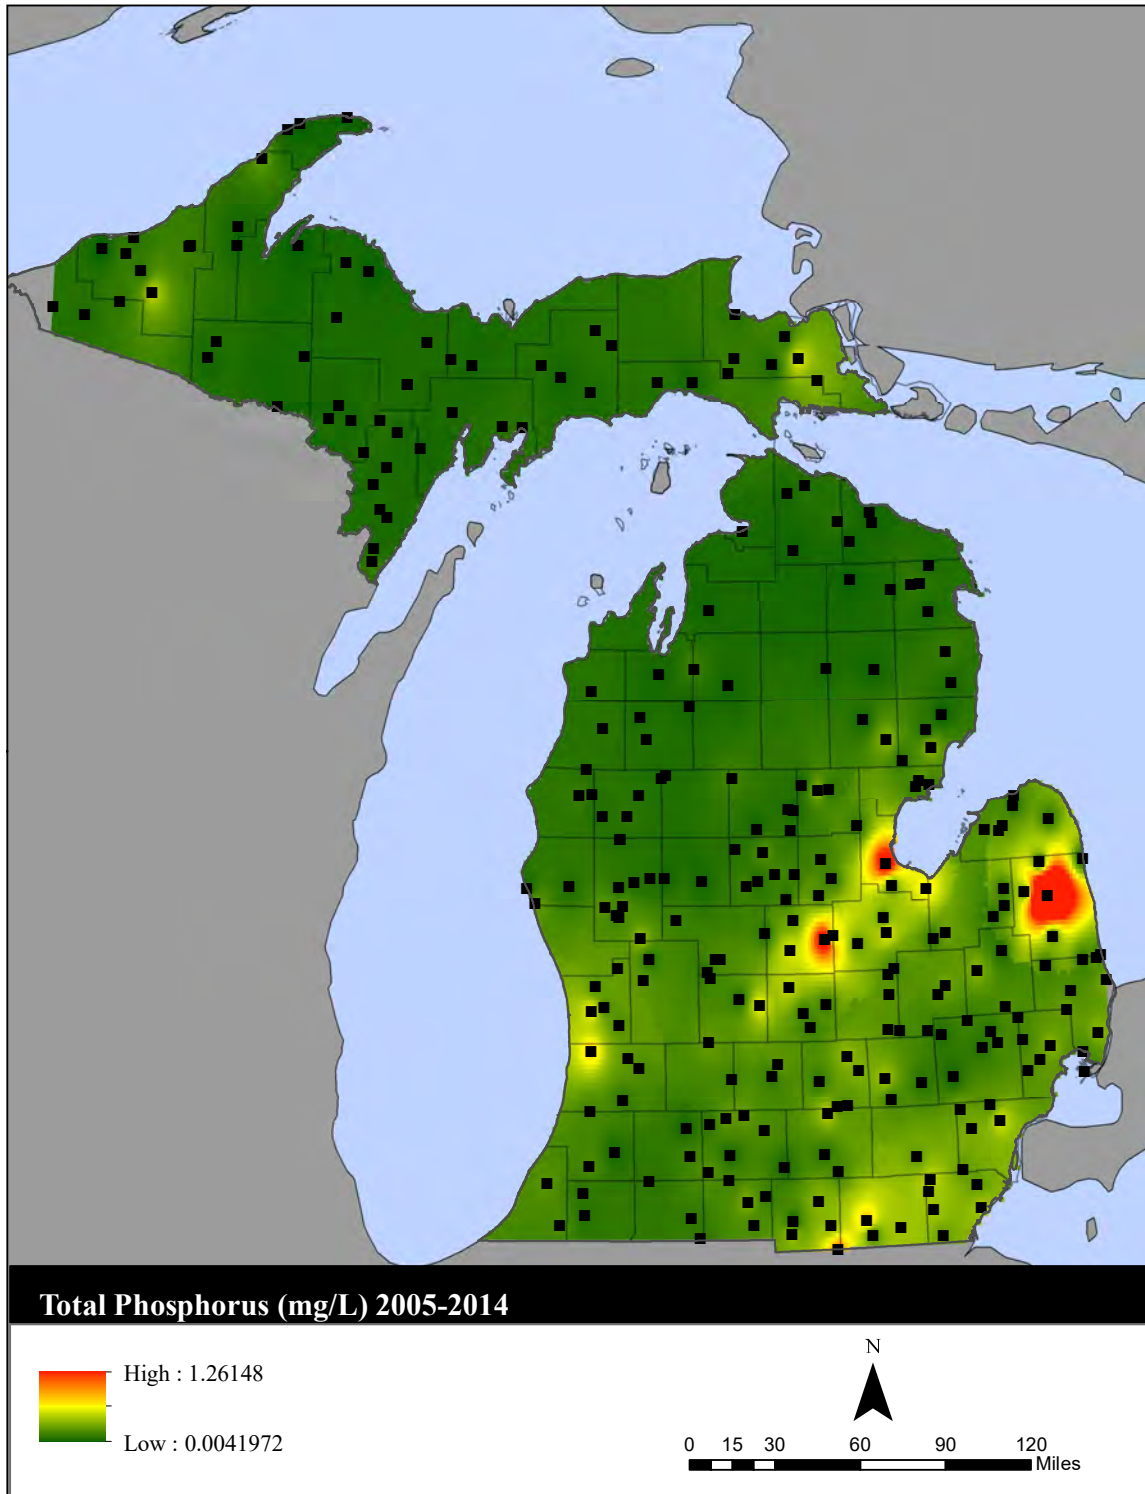 Total Phosphorus (mg/L) 2005-2014
High : 1.26148
Low : 0.0041972
N
0 15 30 60 90 120
Miles